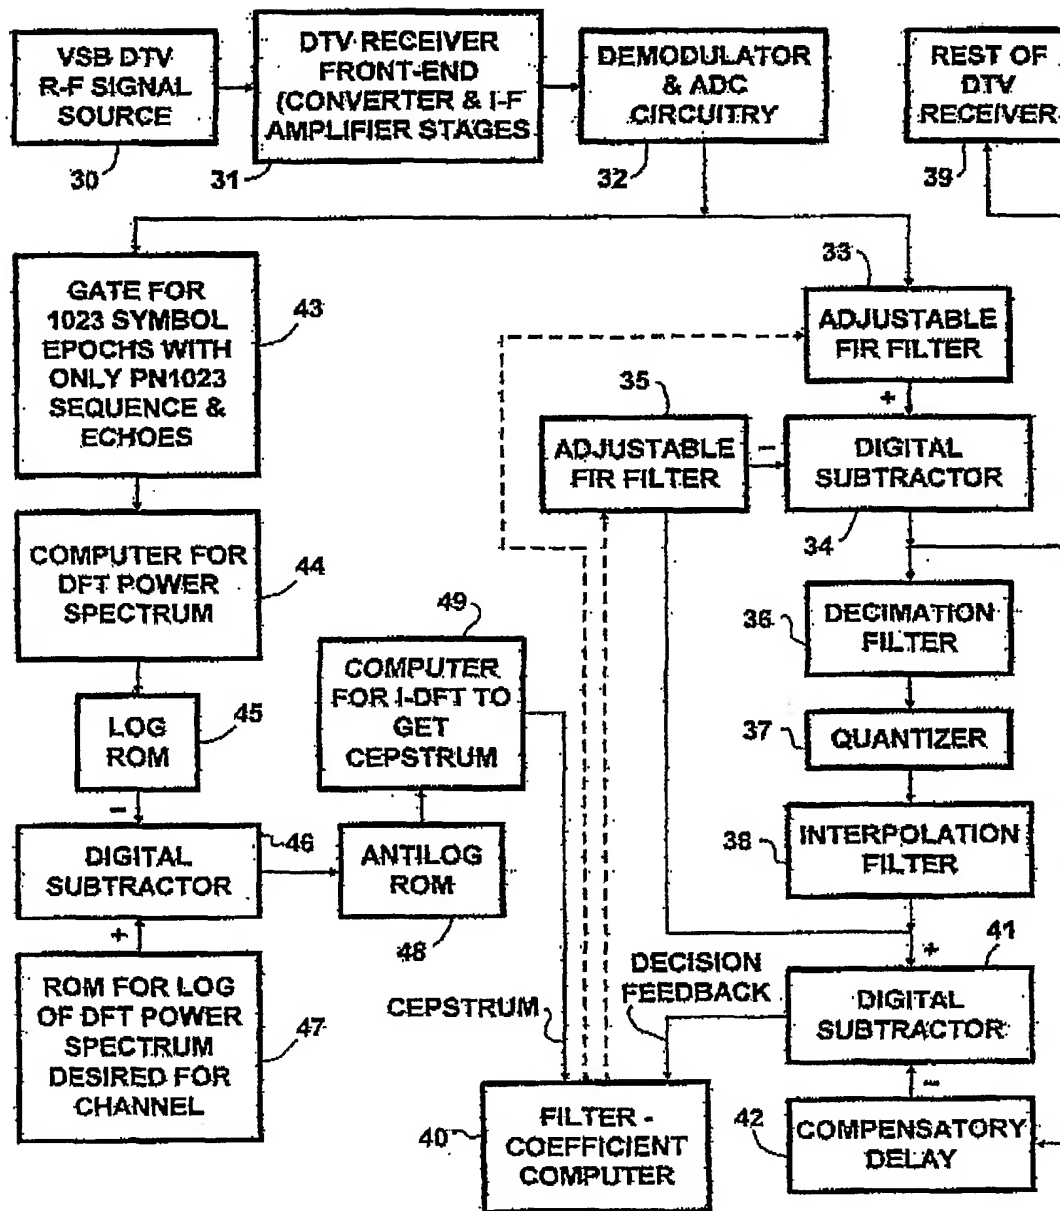 VSB DTV
R-F SIGNAL
SOURCE
30
DTV RECEIVER
FRONT-END
(CONVERTER & I-F
AMPLIFIER STAGES
31
DEMODULATOR
& ADC
CIRCUITRY
32
REST OF
DTV
RECEIVER
39
GATE FOR
1023 SYMBOL
EPOCHS WITH
ONLY PN1023
SEQUENCE &
ECHOES
43
33
ADJUSTABLE
FIR FILTER
+
35
ADJUSTABLE
FIR FILTER
−
DIGITAL
SUBTRACTOR
34
COMPUTER FOR
DFT POWER
SPECTRUM
44
49
COMPUTER
FOR I-DFT TO
GET
CEPSTRUM
36
DECIMATION
FILTER
LOG
ROM
45
37
QUANTIZER
−
DIGITAL
SUBTRACTOR
46
+
ANTILOG
ROM
48
38
INTERPOLATION
FILTER
+
41
ROM FOR LOG
OF DFT POWER
SPECTRUM
DESIRED FOR
CHANNEL
47
CEPSTRUM
DECISION
FEEDBACK
DIGITAL
SUBTRACTOR
−
40
FILTER -
COEFFICIENT
COMPUTER
42
COMPENSATORY
DELAY